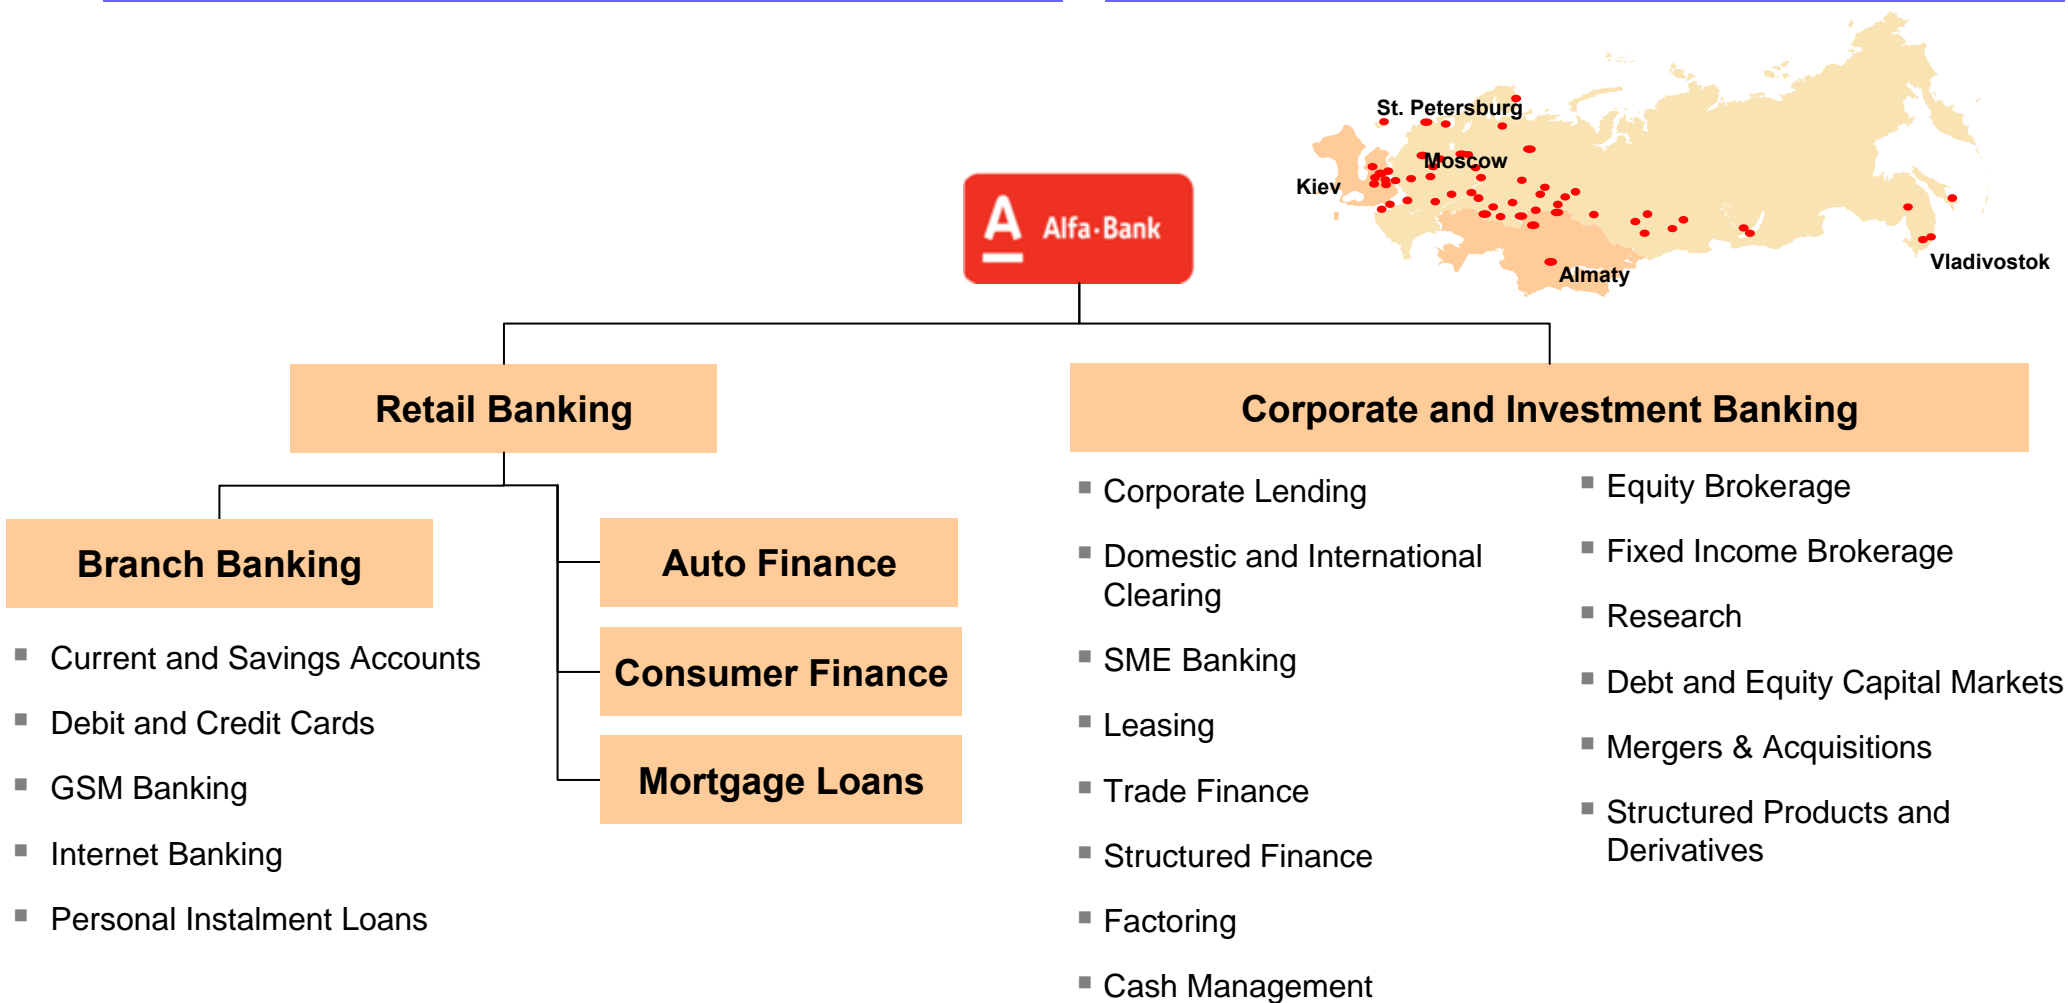 St. Petersburg
Moscow
Kiev
Almaty
Vladivostok
A Alfa·Bank
Retail Banking
Corporate and Investment Banking
Branch Banking
Current and Savings Accounts
Debit and Credit Cards
GSM Banking
Internet Banking
Personal Instalment Loans
Auto Finance
Consumer Finance
Mortgage Loans
Corporate Lending
Domestic and International
Clearing
SME Banking
Leasing
Trade Finance
Structured Finance
Factoring
Cash Management
Equity Brokerage
Fixed Income Brokerage
Research
Debt and Equity Capital Markets
Mergers & Acquisitions
Structured Products and
Derivatives